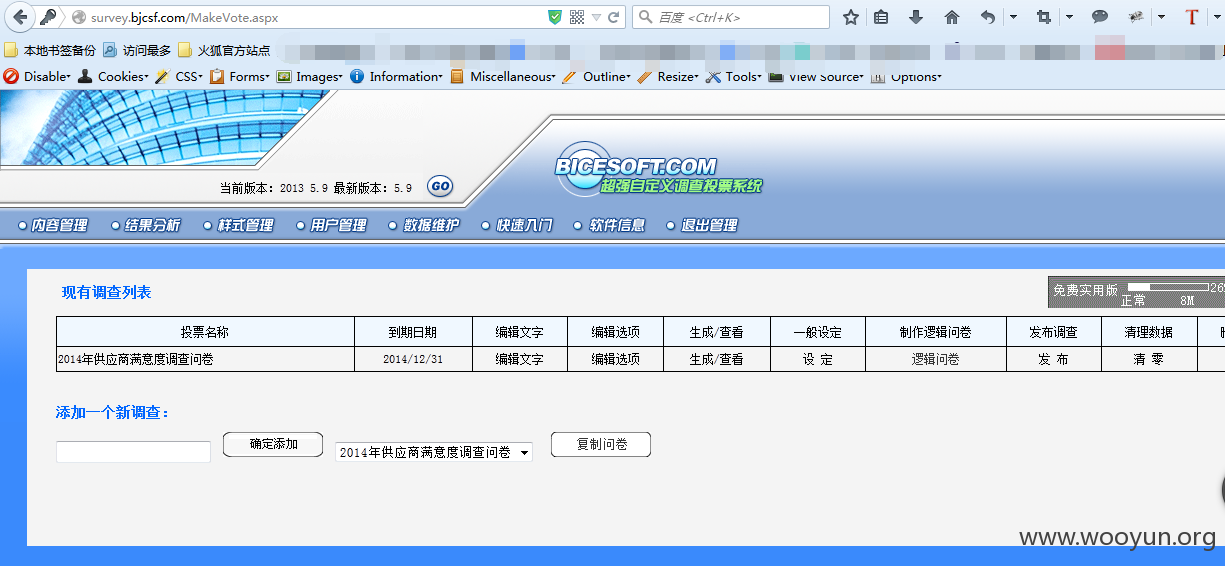 survey.bjcsf.com/MakeVote.aspx
百度 <Ctrl+K>
本地书签备份 访问最多 火狐官方站点
Disable Cookies CSS Forms Images Information Miscellaneous Outline Resize Tools View Source Options
BICESOFT.COM
超强自定义调查投票系统
当前版本：2013 5.9 最新版本：5.9 GO
内容管理 结果分析 样式管理 用户管理 数据维护 快速入门 软件信息 退出管理
现有调查列表
免费实用版 26
正常 8M
投票名称 到期日期 编辑文字 编辑选项 生成/查看 一般设定 制作逻辑问卷 发布调查 清理数据
2014年供应商满意度调查问卷 2014/12/31 编辑文字 编辑选项 生成/查看 设 定 逻辑问卷 发 布 清 零
添加一个新调查：
确定添加 2014年供应商满意度调查问卷 复制问卷
www.wooyun.org